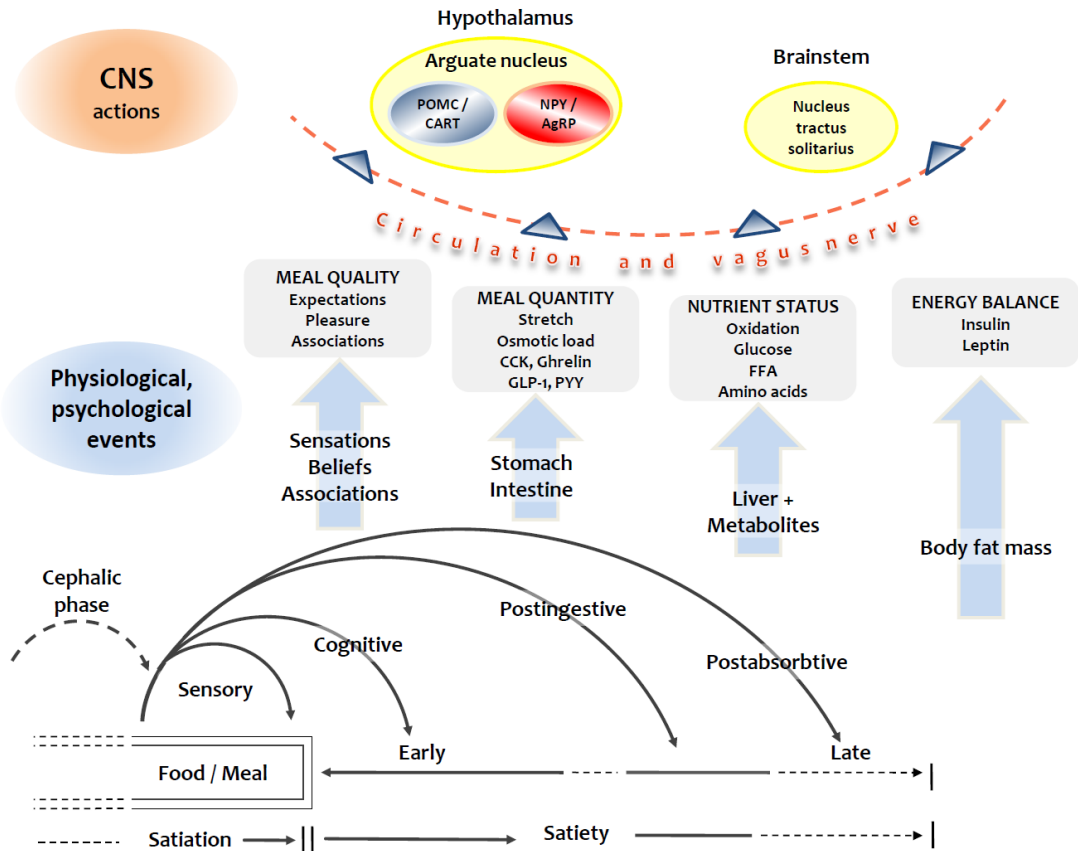 Hypothalamus
CNS
actions
Arguate nucleus
POMC /
CART
NPY /
AgRP
Brainstem
Nucleus
tractus
solitarius
Circulation and vagus nerve
MEAL QUALITY
Expectations
Pleasure
Associations
MEAL QUANTITY
Stretch
Osmotic load
CCK, Ghrelin
GLP-1, PYY
NUTRIENT STATUS
Oxidation
Glucose
FFA
Amino acids
ENERGY BALANCE
Insulin
Leptin
Physiological,
psychological
events
Sensations
Beliefs
Associations
Stomach
Intestine
Liver +
Metabolites
Body fat mass
Cephalic
phase
Sensory
Cognitive
Postingestive
Postabsorbtive
Food / Meal
Early
Late
Satiation
Satiety